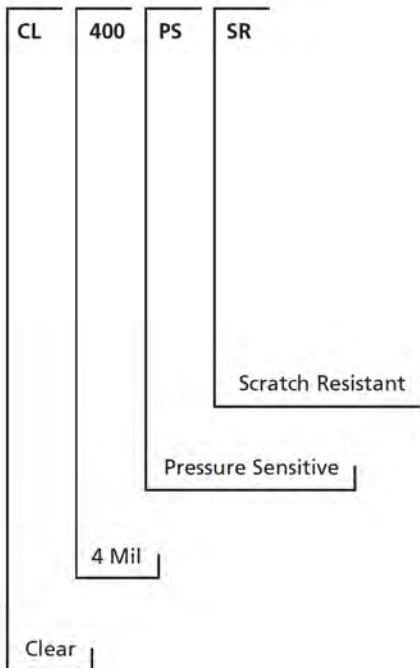 CL 400 PS SR
Scratch Resistant
Pressure Sensitive
4 Mil
Clear